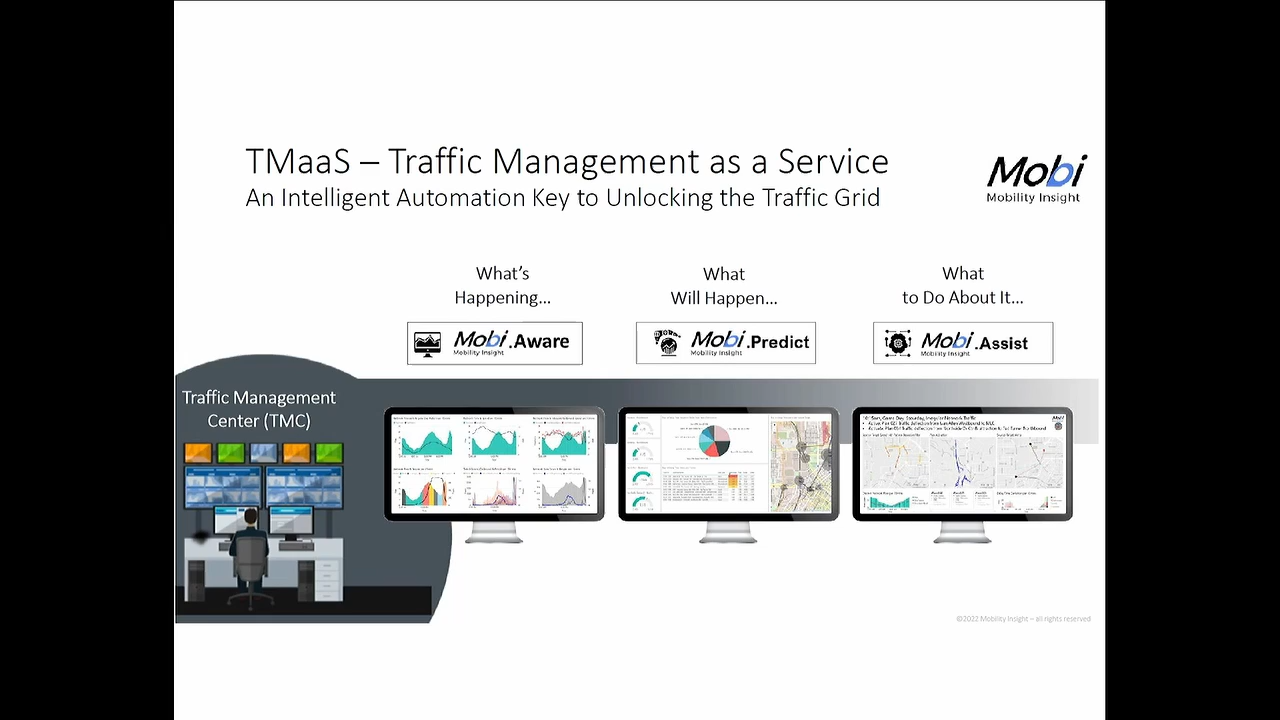 TMaaS – Traffic Management as a Service
An Intelligent Automation Key to Unlocking the Traffic Grid
Mobi
Mobility Insight
What's
Happening...
What
Will Happen...
What
to Do About It...
Mobi.Aware
Mobility Insight
Mobi.Predict
Mobility Insight
Mobi.Assist
Mobility Insight
Traffic Management
Center (TMC)
©2022 Mobility Insight – all rights reserved